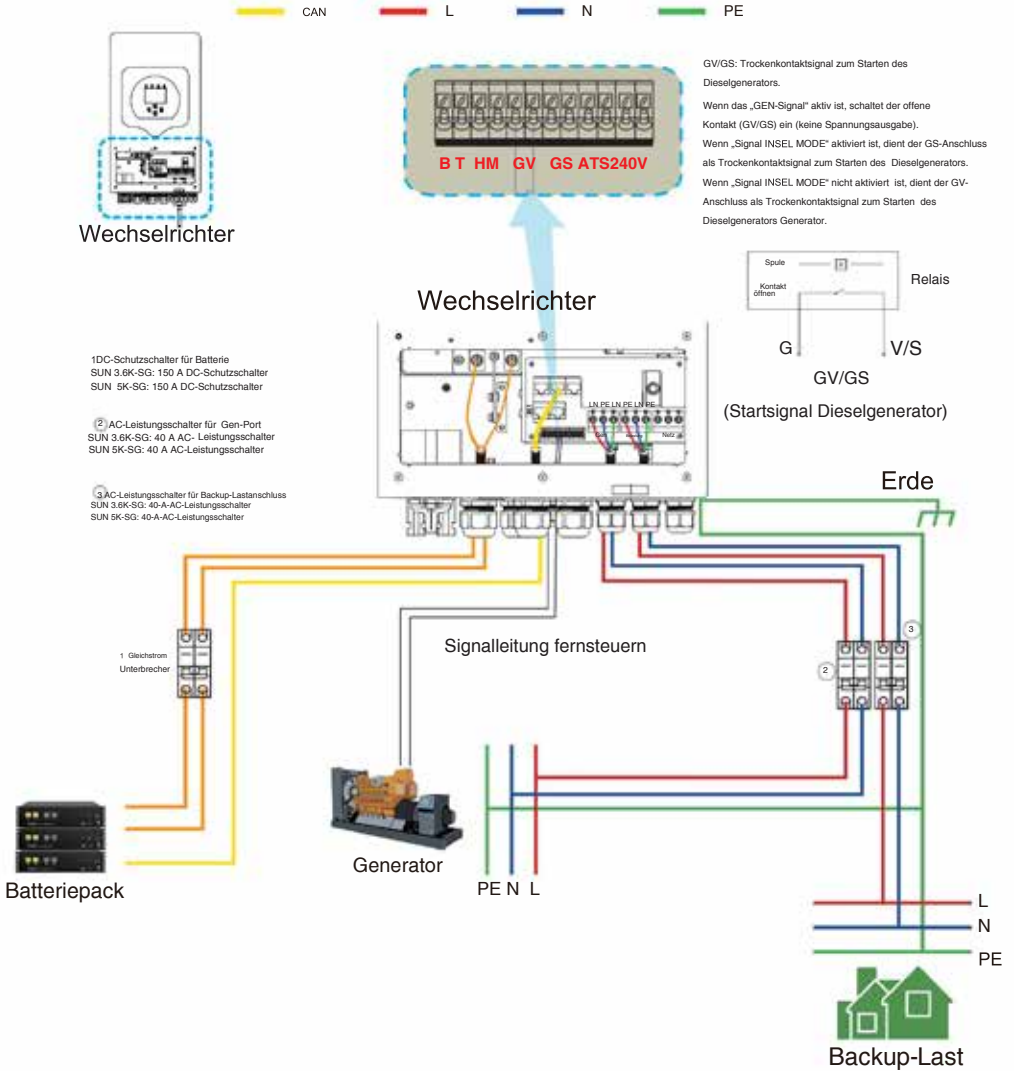 CAN L N PE
GV/GS: Trockenkontaktsignal zum Starten des
Dieselgenerators.
Wenn das „GEN-Signal" aktiv ist, schaltet der offene
Kontakt (GV/GS) ein (keine Spannungsausgabe).
Wenn „Signal INSEL MODE" aktiviert ist, dient der GS-Anschluss
als Trockenkontaktsignal zum Starten des Dieselgenerators.
Wenn „Signal INSEL MODE" nicht aktiviert ist, dient der GV-
Anschluss als Trockenkontaktsignal zum Starten des
Dieselgenerators Generator.
B T HM GV GS ATS240V
Wechselrichter
Spule
Kontakt
öffnen
Relais
G V/S
GV/GS
(Startsignal Dieselgenerator)
Wechselrichter
1DC-Schutzschalter für Batterie
SUN 3.6K-SG: 150 A DC-Schutzschalter
SUN 5K-SG: 150 A DC-Schutzschalter
2 AC-Leistungsschalter für Gen-Port
SUN 3.6K-SG: 40 A AC- Leistungsschalter
SUN 5K-SG: 40 A AC-Leistungsschalter
3 AC-Leistungsschalter für Backup-Lastanschluss
SUN 3.6K-SG: 40-A-AC-Leistungsschalter
SUN 5K-SG: 40-A-AC-Leistungsschalter
LN PE LN PE LN PE
Netz
Erde
Signalleitung fernsteuern
1 Gleichstrom
Unterbrecher
2
3
Batteriepack
Generator
PE N L
L
N
PE
Backup-Last